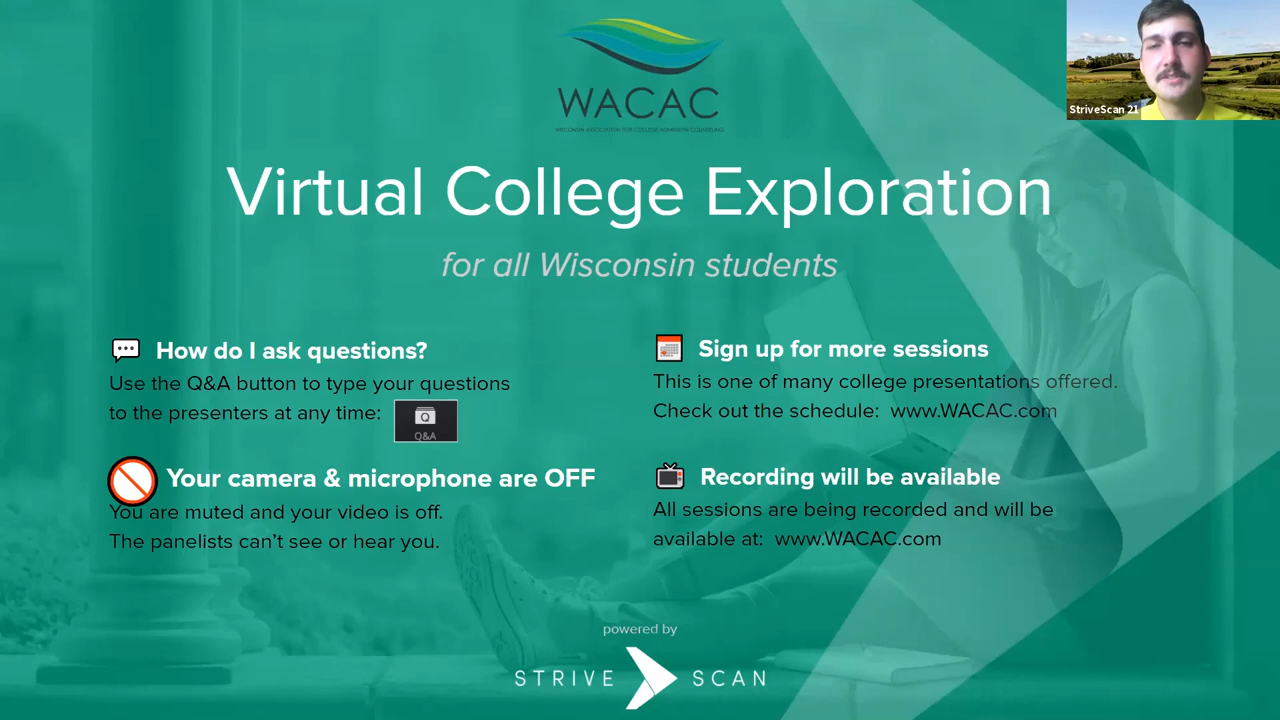 WACAC
WISCONSIN ASSOCIATION FOR COLLEGE ADMISSION COUNSELING
StriveScan 21
Virtual College Exploration
for all Wisconsin students
How do I ask questions?
Use the Q&A button to type your questions
to the presenters at any time:
Q
Q&A
Your camera & microphone are OFF
You are muted and your video is off.
The panelists can’t see or hear you.
Sign up for more sessions
This is one of many college presentations offered.
Check out the schedule: www.WACAC.com
Recording will be available
All sessions are being recorded and will be
available at: www.WACAC.com
powered by
STRIVE SCAN